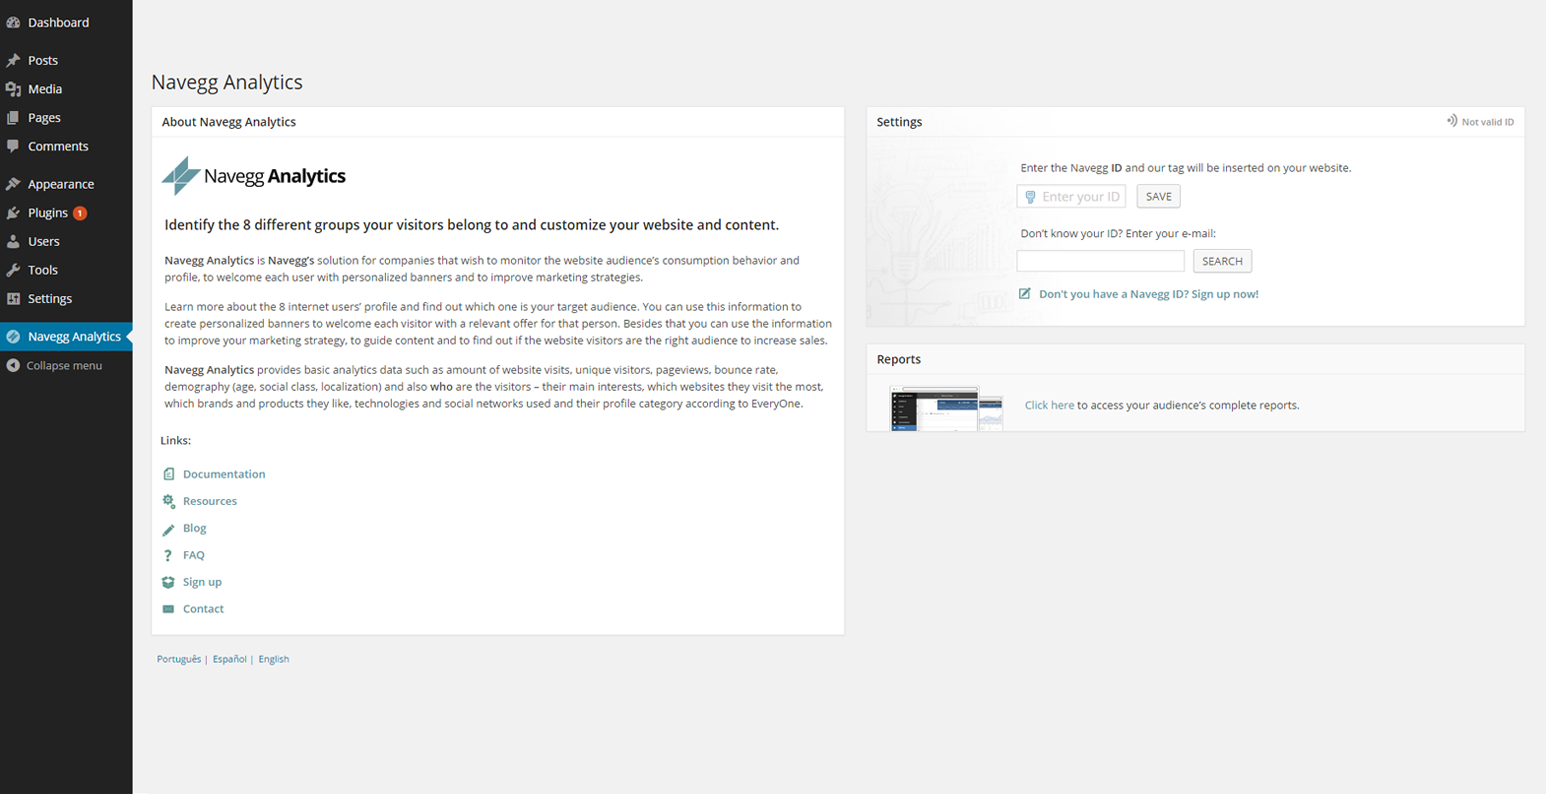 Dashboard
Posts
Media
Pages
Comments
Appearance
Plugins 1
Users
Tools
Settings
Navegg Analytics
Collapse menu
Navegg Analytics
About Navegg Analytics
Navegg Analytics
Identify the 8 different groups your visitors belong to and customize your website and content.
Navegg Analytics is Navegg’s solution for companies that wish to monitor the website audience’s consumption behavior and
profile, to welcome each user with personalized banners and to improve marketing strategies.
Learn more about the 8 internet users’ profile and find out which one is your target audience. You can use this information to
create personalized banners to welcome each visitor with a relevant offer for that person. Besides that you can use the information
to improve your marketing strategy, to guide content and to find out if the website visitors are the right audience to increase sales.
Navegg Analytics provides basic analytics data such as amount of website visits, unique visitors, pageviews, bounce rate,
demography (age, social class, localization) and also who are the visitors – their main interests, which websites they visit the most,
which brands and products they like, technologies and social networks used and their profile category according to EveryOne.
Links:
Documentation
Resources
Blog
FAQ
Sign up
Contact
Português | Español | English
Settings
Not valid ID
Enter the Navegg ID and our tag will be inserted on your website.
Enter your ID
SAVE
Don’t know your ID? Enter your e-mail:
SEARCH
Don't you have a Navegg ID? Sign up now!
Reports
Click here to access your audience’s complete reports.